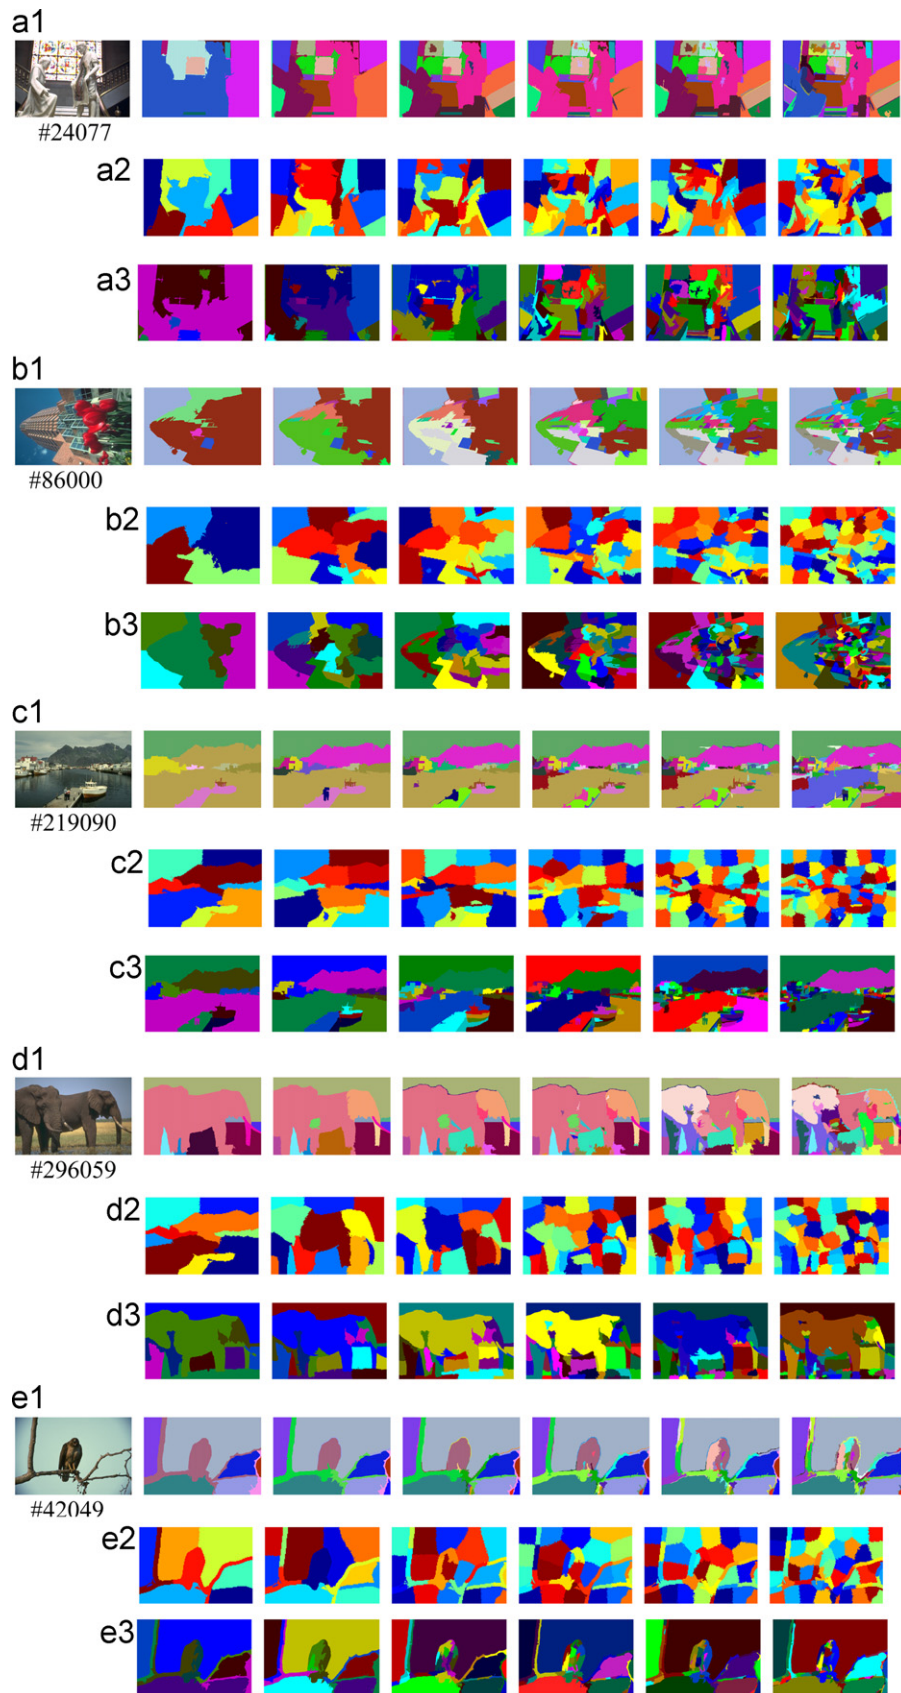 a1
#24077
a2
a3
b1
#86000
b2
b3
c1
#219090
c2
c3
d1
#296059
d2
d3
e1
#42049
e2
e3